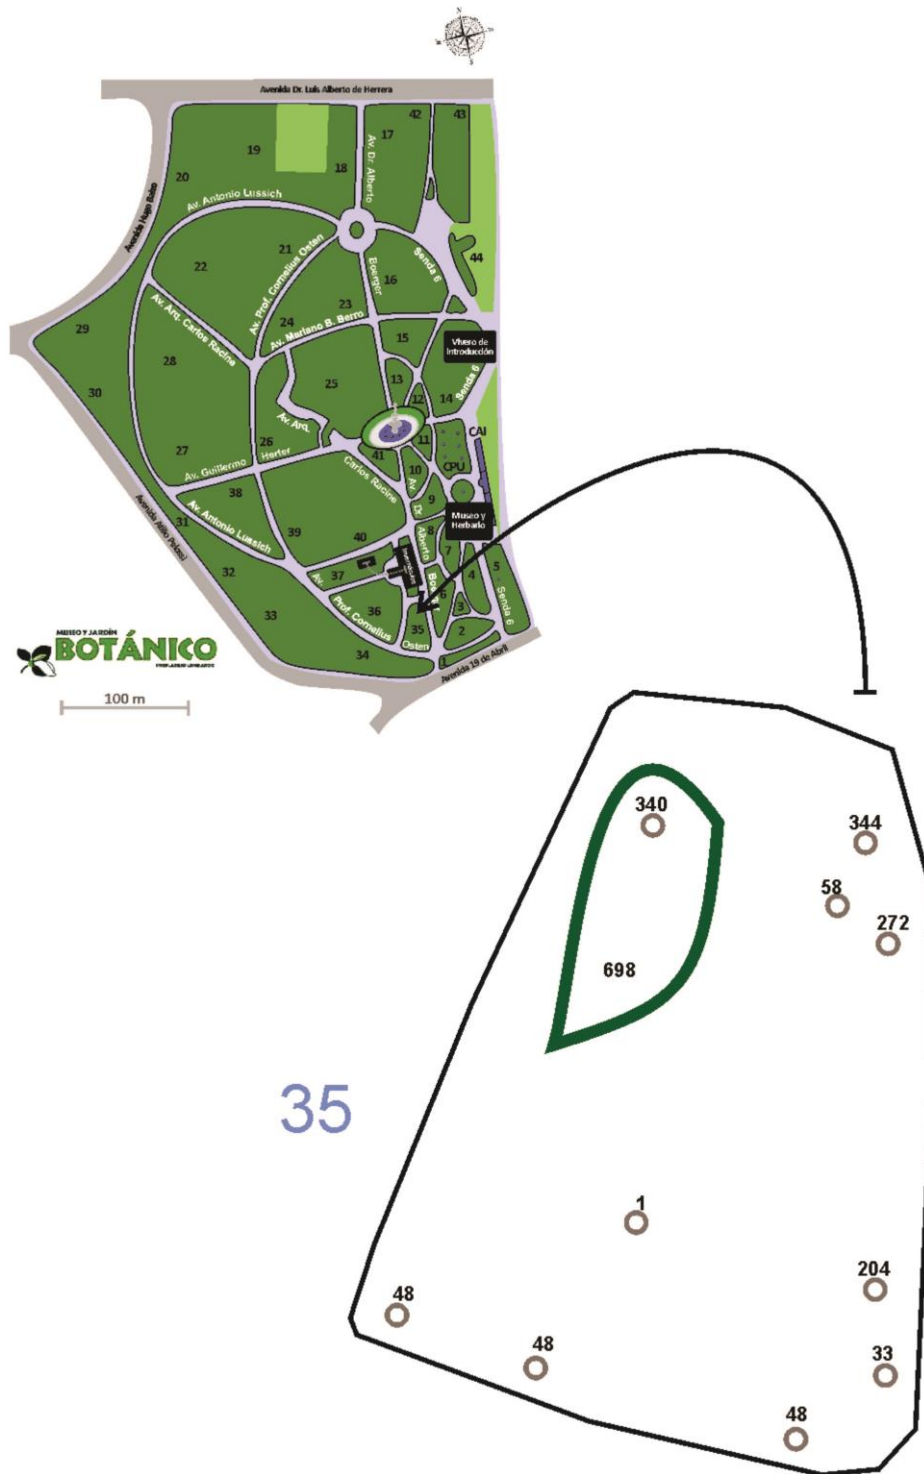 N
S
Avenida Dr. Luis Alberto de Herrera
42
43
17
19
18
20
Av. Dr. Alberto
Av. Antonio Lussich
Avenida Hugo Bado
21
22
Av. Prof. Cornelius Osten
Boerger
Senda 6
44
16
23
24
Av. Mariano B. Berro
Av. Arq. Carlos Racine
29
28
15
Vivero de
Introducción
30
25
13
12
14
Senda 6
Av. Arq.
26
11
CAI
27
Av. Guillermo
Herter
41
Carlos Racine
10
CPU
38
Av. Antonio Lussich
9
Av. Dr. Alberto
Museo y
Herbario
31
39
40
8
7
32
37
4
5
Av. Prof. Cornelius Osten
36
6
3
Senda 6
33
35
2
34
1
Avenida 19 de Abril
MUSEO Y JARDÍN
BOTÁNICO
100 m
340
344
58
272
698
35
1
204
48
48
33
48